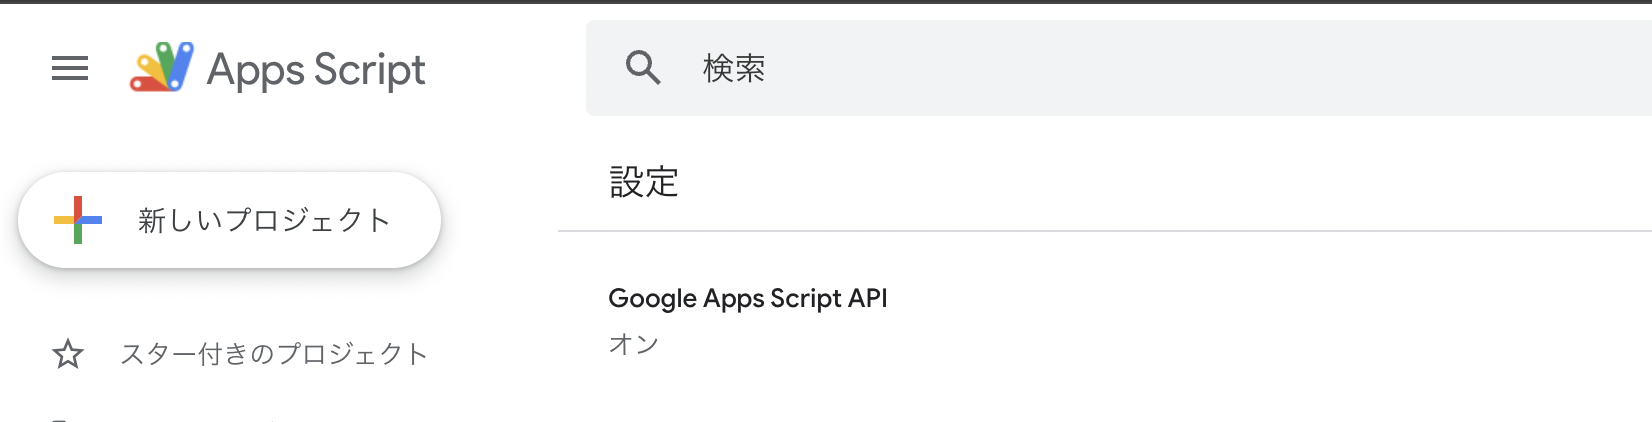 Apps Script
検索
新しいプロジェクト
スター付きのプロジェクト
設定
Google Apps Script API
オン